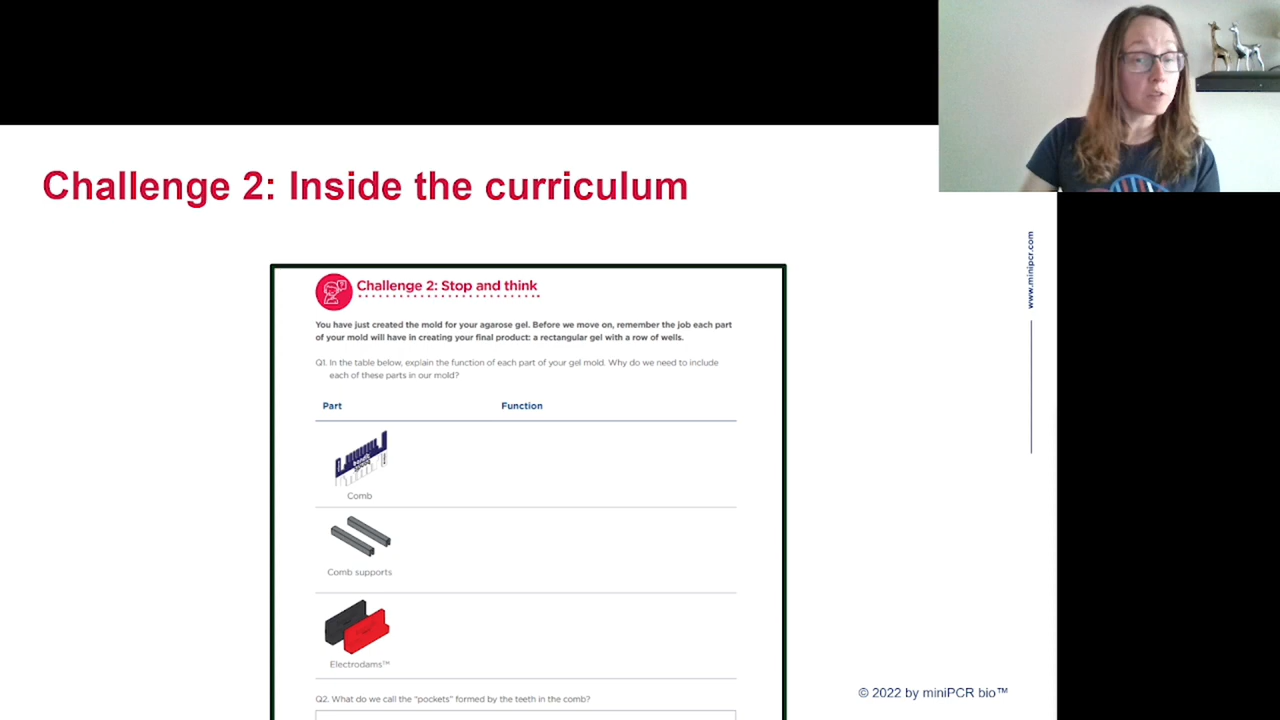 Challenge 2: Inside the curriculum
www.minipcr.com
Challenge 2: Stop and think
You have just created the mold for your agarose gel. Before we move on, remember the job each part
of your mold will have in creating your final product: a rectangular gel with a row of wells.
Q1. In the table below, explain the function of each part of your gel mold. Why do we need to include
each of these parts in our mold?
Part Function
Comb
Comb supports
Electrodams™
Q2. What do we call the “pockets” formed by the teeth in the comb?
© 2022 by miniPCR bio™